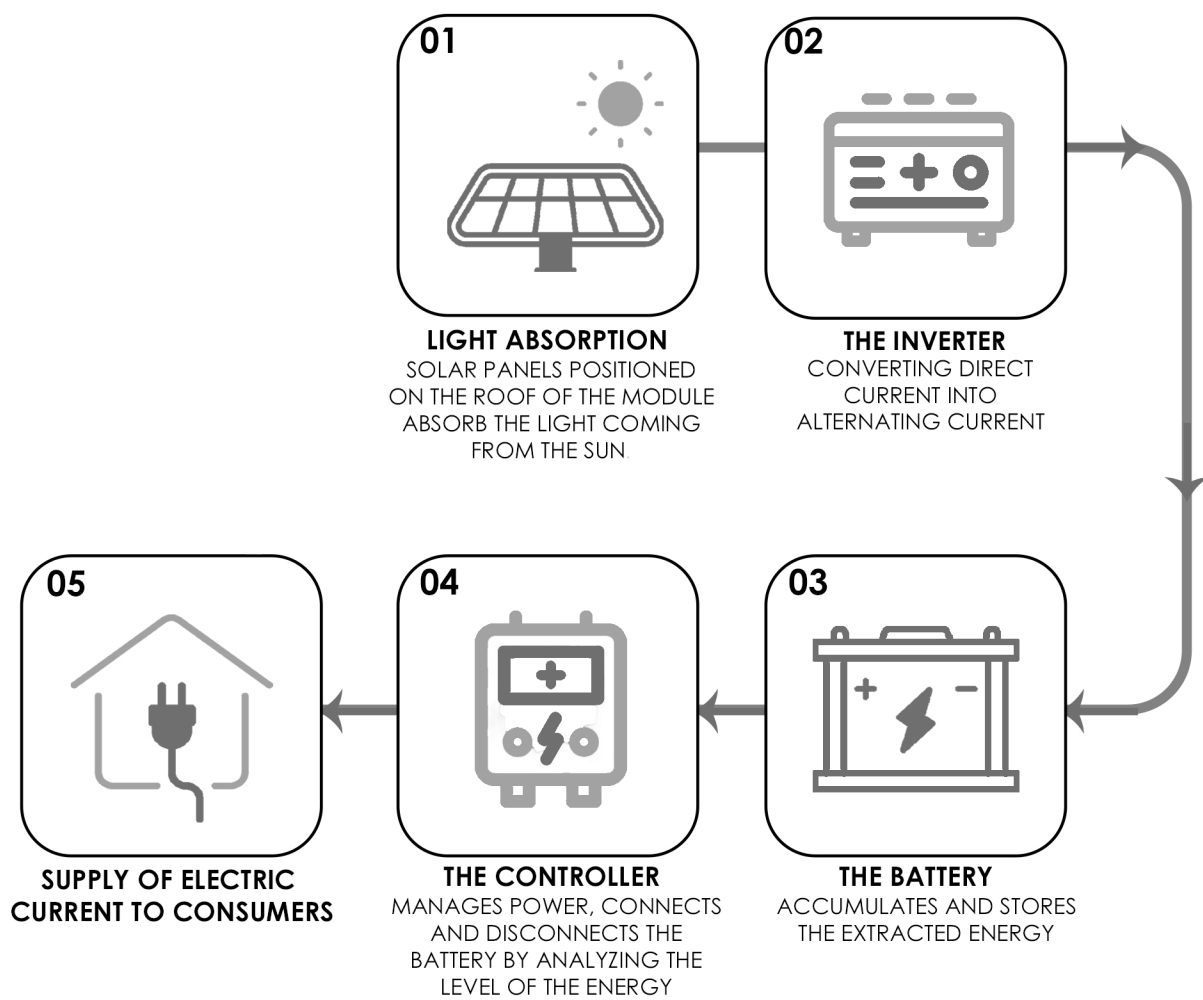 01
LIGHT ABSORPTION
SOLAR PANELS POSITIONED
ON THE ROOF OF THE MODULE
ABSORB THE LIGHT COMING
FROM THE SUN
02
THE INVERTER
CONVERTING DIRECT
CURRENT INTO
ALTERNATING CURRENT
03
THE BATTERY
ACCUMULATES AND STORES
THE EXTRACTED ENERGY
04
THE CONTROLLER
MANAGES POWER, CONNECTS
AND DISCONNECTS THE
BATTERY BY ANALYZING THE
LEVEL OF THE ENERGY
05
SUPPLY OF ELECTRIC
CURRENT TO CONSUMERS